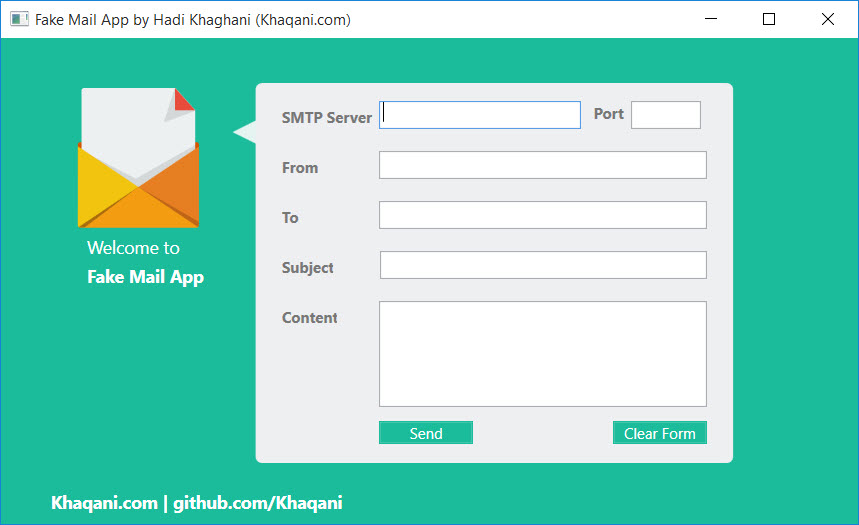 Fake Mail App by Hadi Khaghani (Khaqani.com)
SMTP Server
Port
From
To
Subject
Content
Send
Clear Form
Welcome to
Fake Mail App
Khaqani.com | github.com/Khaqani